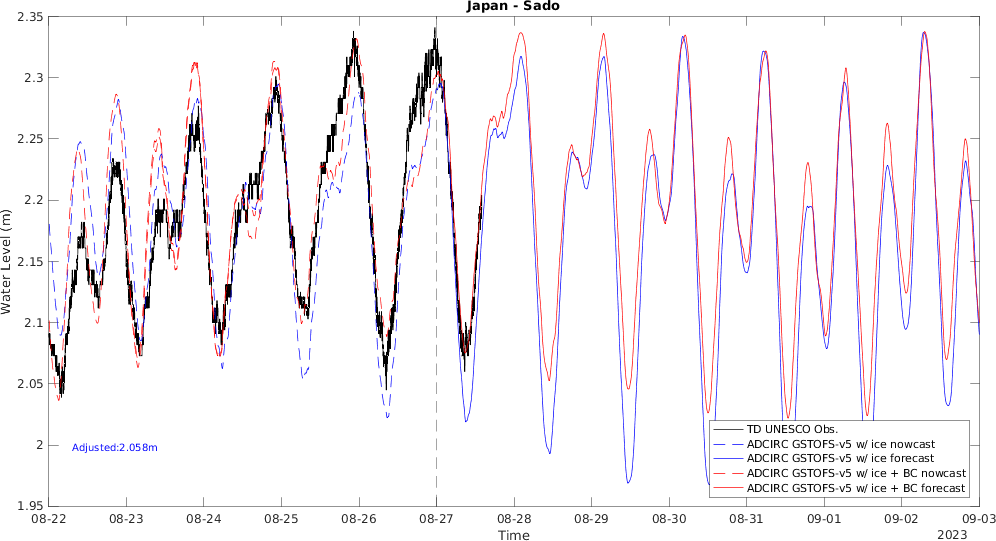 Japan - Sado
Water Level (m)
2.35
2.3
2.25
2.2
2.15
2.1
2.05
2
1.95
Adjusted:2.058m
TD UNESCO Obs.
ADCIRC GSTOFS-v5 w/ ice nowcast
ADCIRC GSTOFS-v5 w/ ice forecast
ADCIRC GSTOFS-v5 w/ ice + BC nowcast
ADCIRC GSTOFS-v5 w/ ice + BC forecast
08-22 08-23 08-24 08-25 08-26 08-27 08-28 08-29 08-30 08-31 09-01 09-02 09-03
Time
2023